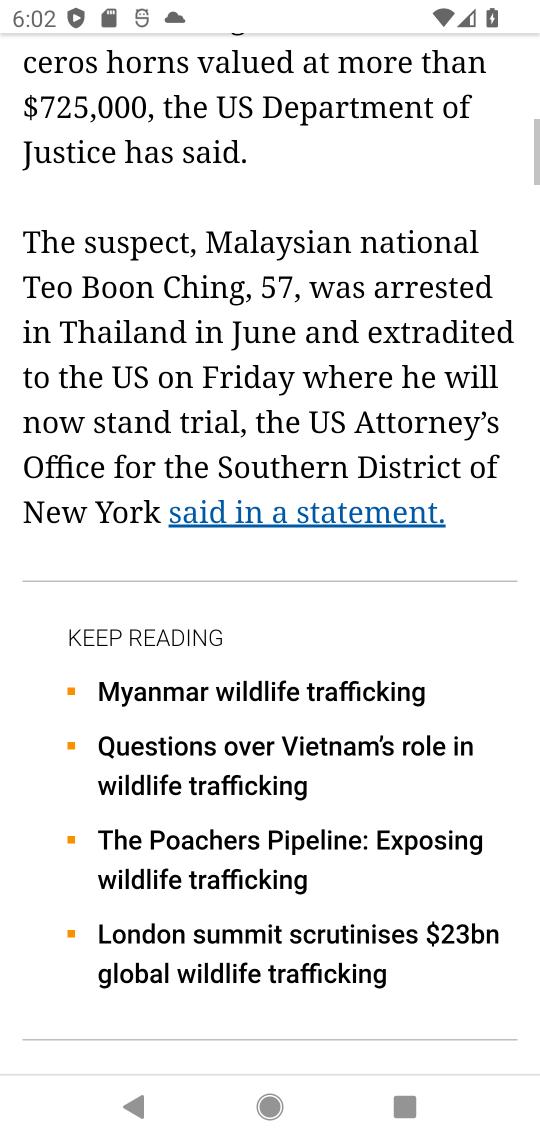 6:02
ceros horns valued at more than
$725,000, the US Department of
Justice has said.
The suspect, Malaysian national
Teo Boon Ching, 57, was arrested
in Thailand in June and extradited
to the US on Friday where he will
now stand trial, the US Attorney’s
Office for the Southern District of
New York said in a statement.
KEEP READING
Myanmar wildlife trafficking
Questions over Vietnam’s role in
wildlife trafficking
The Poachers Pipeline: Exposing
wildlife trafficking
London summit scrutinises $23bn
global wildlife trafficking